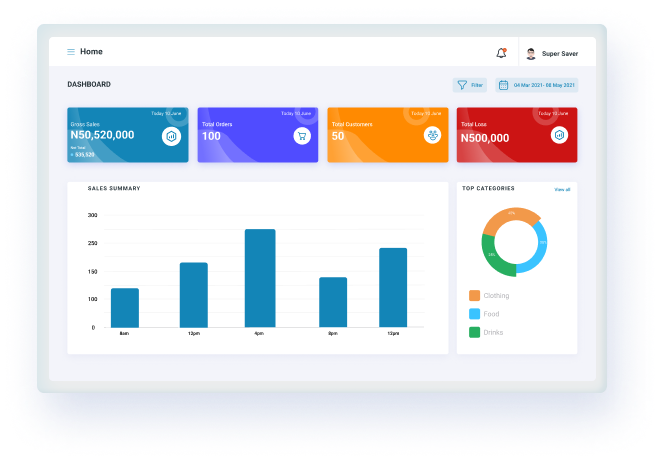 Home
Super Saver
DASHBOARD
Filter
04 Mar 2021- 08 May 2021
Today 10 June
Gross Sales
N50,520,000
Net Total
535,520
Today 10 June
Total Orders
100
Today 10 June
Total Customers
50
Today 10 June
Total Loss
N500,000
SALES SUMMARY
300
250
150
100
0
8am
12pm
4pm
8pm
12pm
TOP CATEGORIES
View all
Clothing
Food
Drinks